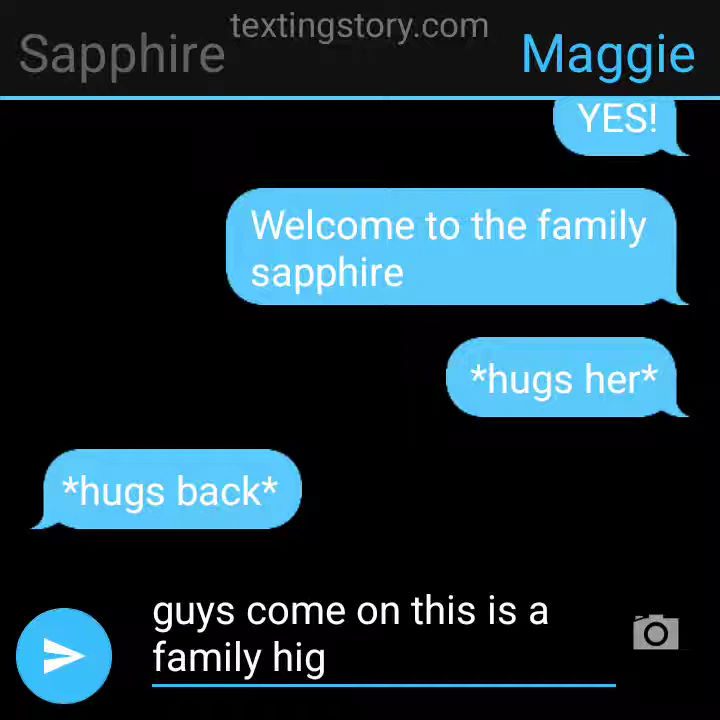 textingstory.com
Sapphire
Maggie
YES!
Welcome to the family
sapphire
*hugs her*
*hugs back*
guys come on this is a
family hig